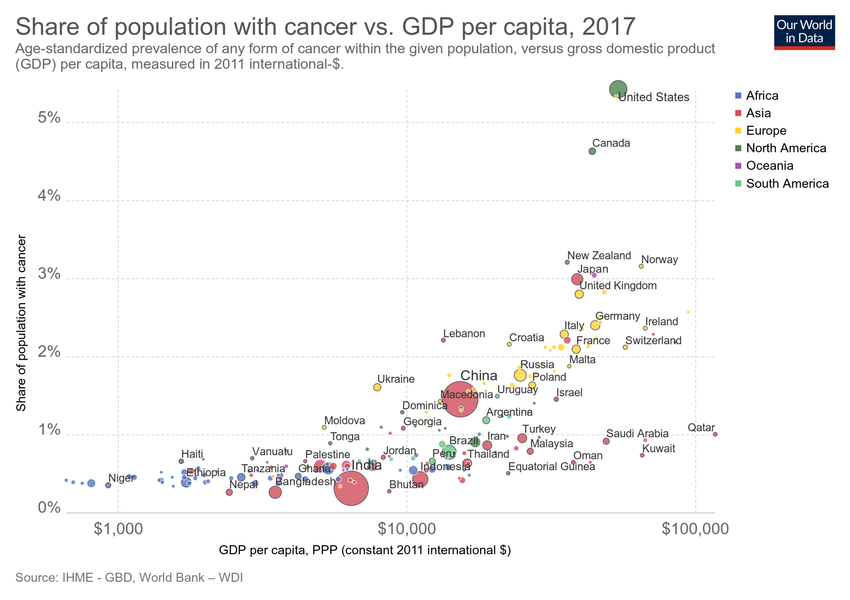 Share of population with cancer vs. GDP per capita, 2017
Our World
in Data
Age-standardized prevalence of any form of cancer within the given population, versus gross domestic product
(GDP) per capita, measured in 2011 international-$.
United States
Africa
Asia
Europe
North America
Oceania
South America
5%
Canada
4%
New Zealand
Norway
Japan
3%
United Kingdom
Germany
Ireland
Italy
Lebanon
Croatia
France
Switzerland
2%
Malta
Russia
China
Poland
Ukraine
Macedonia
Uruguay
Israel
Dominica
Argentina
Moldova
Georgia
1%
Tonga
Turkey
Saudi Arabia
Qatar
Brazil
Iran
Malaysia
Haiti
Vanuatu
Palestine
Jordan
Peru
Thailand
Oman
Kuwait
Ethiopia
Tanzania
Ghana
India
Indonesia
Equatorial Guinea
Niger
Nepal
Bangladesh
Bhutan
0%
Share of population with cancer
$1,000
$10,000
$100,000
GDP per capita, PPP (constant 2011 international $)
Source: IHME - GBD, World Bank – WDI